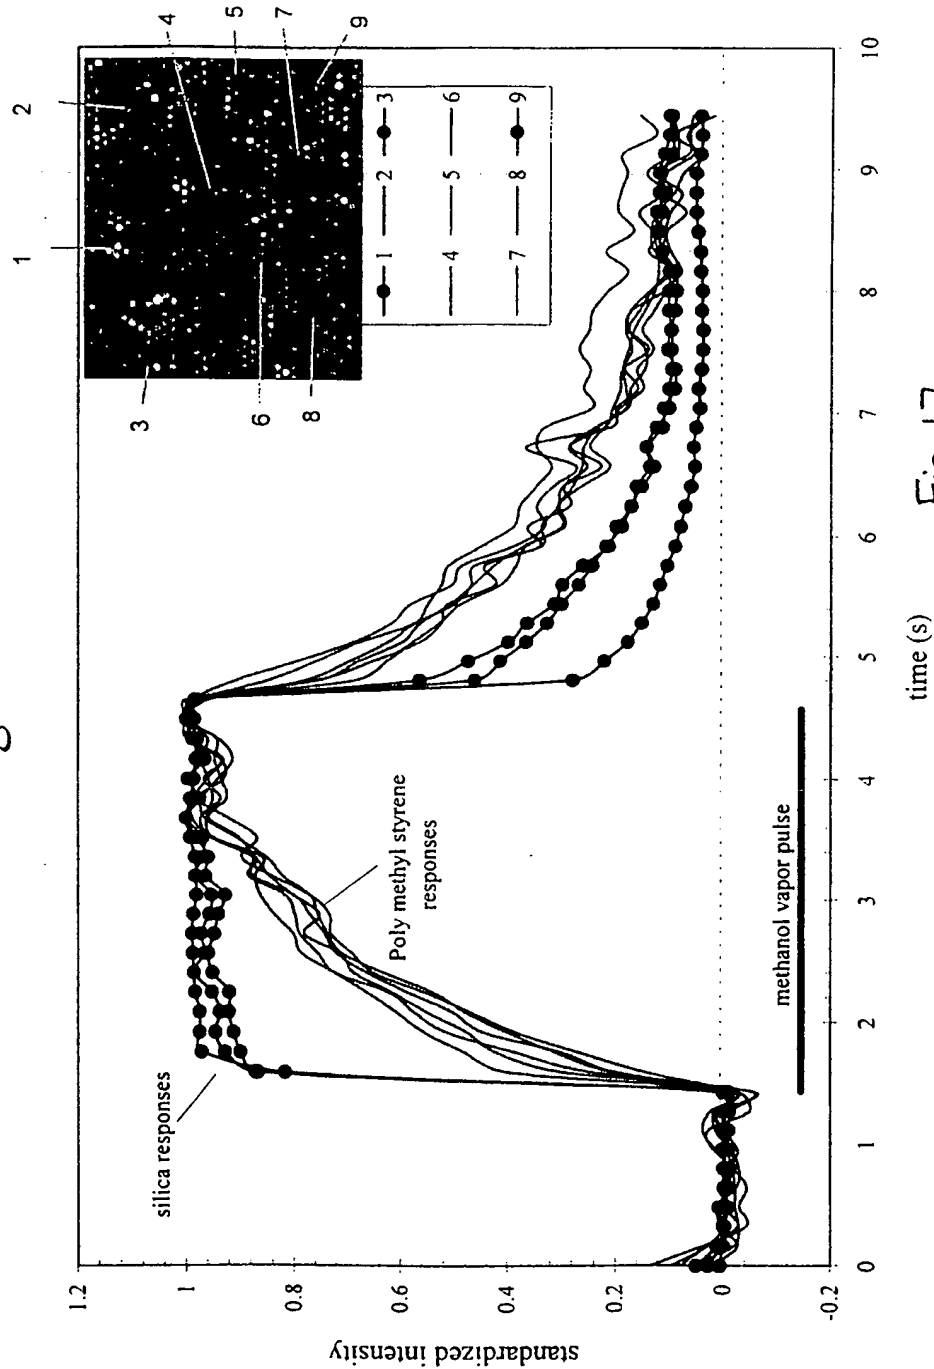 1 2
3 4 5 7 9
6 8
1 2 3
4 5 6
7 8 9
silica responses
Poly methyl styrene
responses
methanol vapor pulse
standardized intensity
1.2
1
0.8
0.6
0.4
0.2
0
-0.2
0 1 2 3 4 5 6 7 8 9 10
time (s)